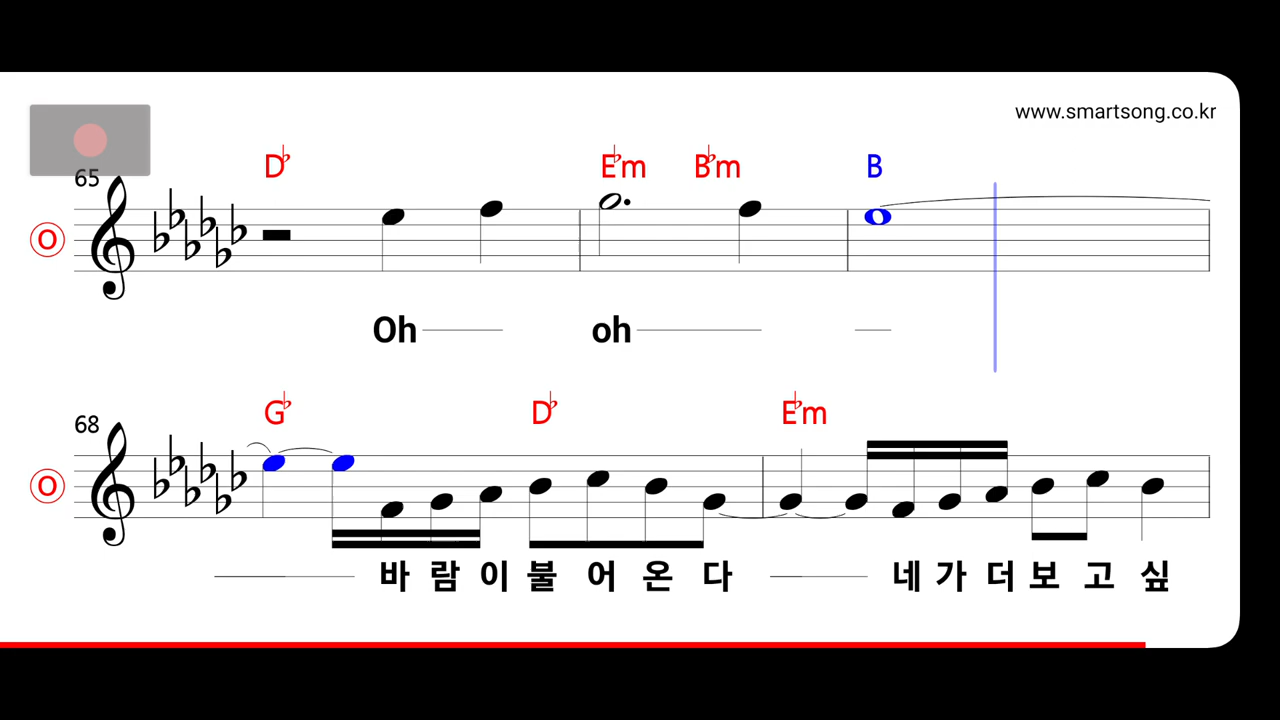 www.smartsong.co.kr
65
D♭ E♭m B♭m B
O
Oh oh
68
G♭ D♭ E♭m
O
바 람 이 불 어 온 다 네 가 더 보 고 싶